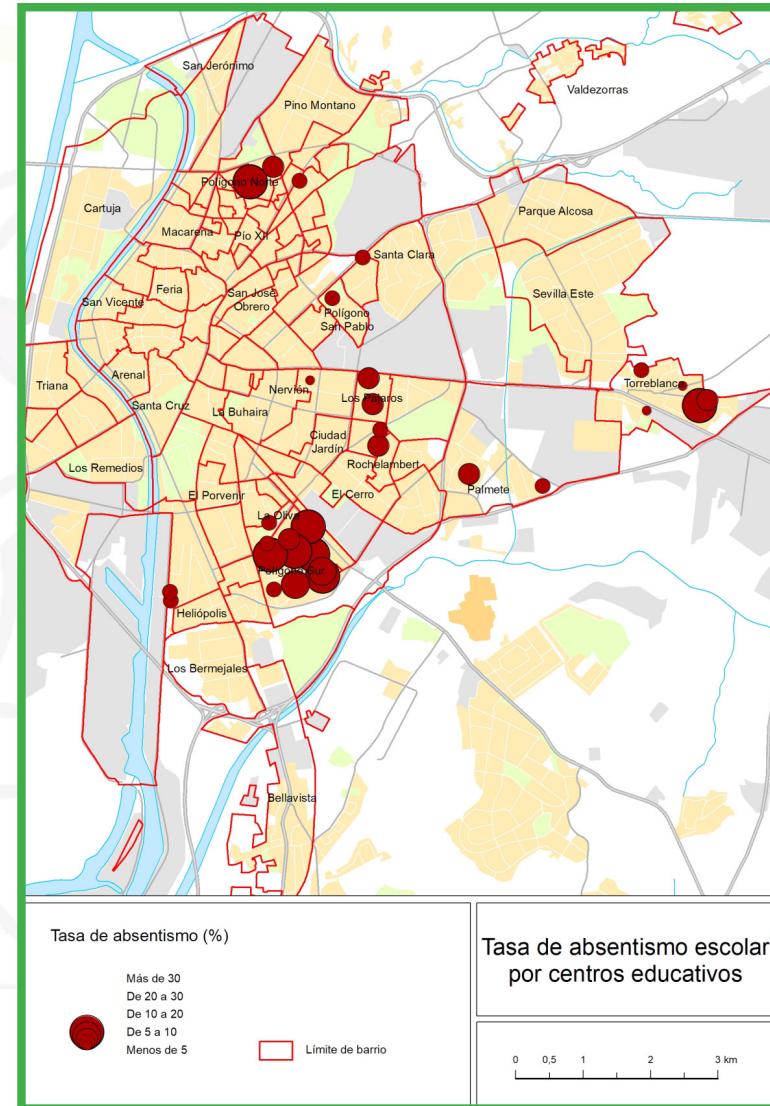 San Jerónimo
Pino Montano
Valdezorras
Polígono Norte
Cartuja
Parque Alcosa
Macarena
Pío XII
Santa Clara
Feria
San José
Obrero
Sevilla Este
San Vicente
Polígono
San Pablo
Triana
Arenal
Nervión
Torreblanca
Santa Cruz
La Buhaira
Los Pájaros
Ciudad
Jardín
Los Remedios
Rochelambert
El Porvenir
El Cerro
Palmete
La Oliva
Polígono Sur
Heliópolis
Los Bermejales
Bellavista
Tasa de absentismo (%)
Más de 30
De 20 a 30
De 10 a 20
De 5 a 10
Menos de 5
Límite de barrio
Tasa de absentismo escolar
por centros educativos
0 0,5 1 2 3 km